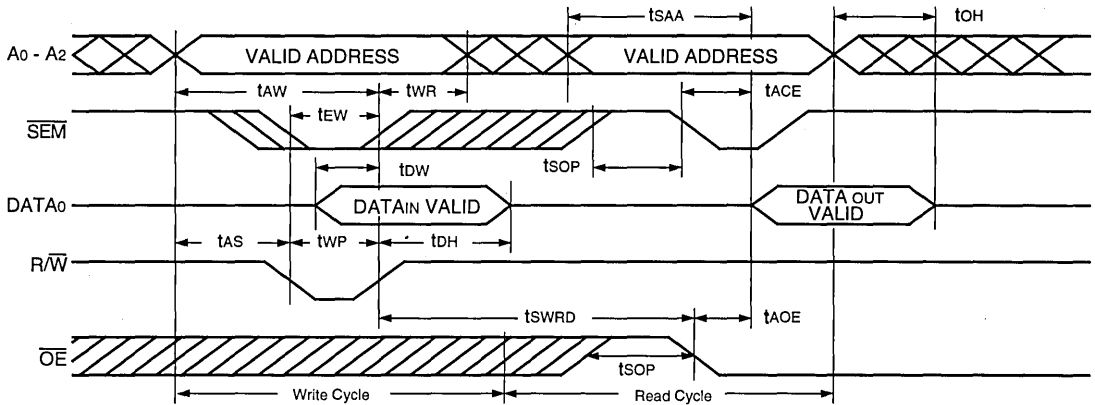 tSAA tOH
A0 - A2 VALID ADDRESS VALID ADDRESS
tAW tWR tACE
tEW
SEM
tDW tSOP
DATA0 DATAIN VALID DATA OUT VALID
tAS tWP tDH
R/W
tSWRD tAOE
OE
tSOP
Write Cycle Read Cycle